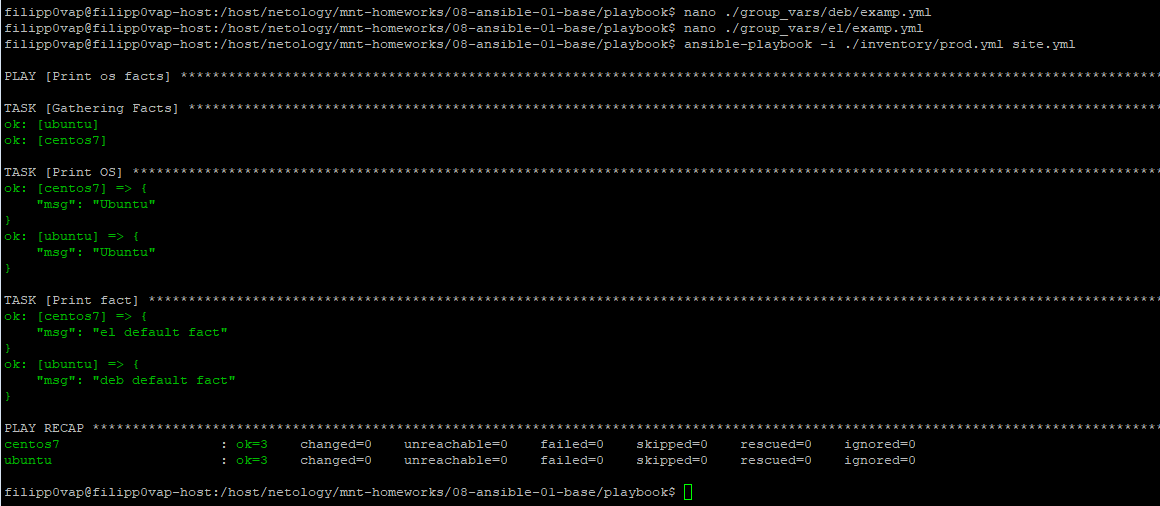 filipp0vap@filipp0vap-host:/host/netology/mnt-homeworks/08-ansible-01-base/playbook$ nano ./group_vars/deb/examp.yml
filipp0vap@filipp0vap-host:/host/netology/mnt-homeworks/08-ansible-01-base/playbook$ nano ./group_vars/el/examp.yml
filipp0vap@filipp0vap-host:/host/netology/mnt-homeworks/08-ansible-01-base/playbook$ ansible-playbook -i ./inventory/prod.yml site.yml
PLAY [Print os facts] **************************************************************************************************************************
TASK [Gathering Facts] *************************************************************************************************************************
ok: [ubuntu]
ok: [centos7]
TASK [Print OS] ********************************************************************************************************************************
ok: [centos7] => {
    "msg": "Ubuntu"
}
ok: [ubuntu] => {
    "msg": "Ubuntu"
}
TASK [Print fact] ******************************************************************************************************************************
ok: [centos7] => {
    "msg": "el default fact"
}
ok: [ubuntu] => {
    "msg": "deb default fact"
}
PLAY RECAP *************************************************************************************************************************************
centos7                    : ok=3    changed=0    unreachable=0    failed=0    skipped=0    rescued=0    ignored=0
ubuntu                     : ok=3    changed=0    unreachable=0    failed=0    skipped=0    rescued=0    ignored=0
filipp0vap@filipp0vap-host:/host/netology/mnt-homeworks/08-ansible-01-base/playbook$